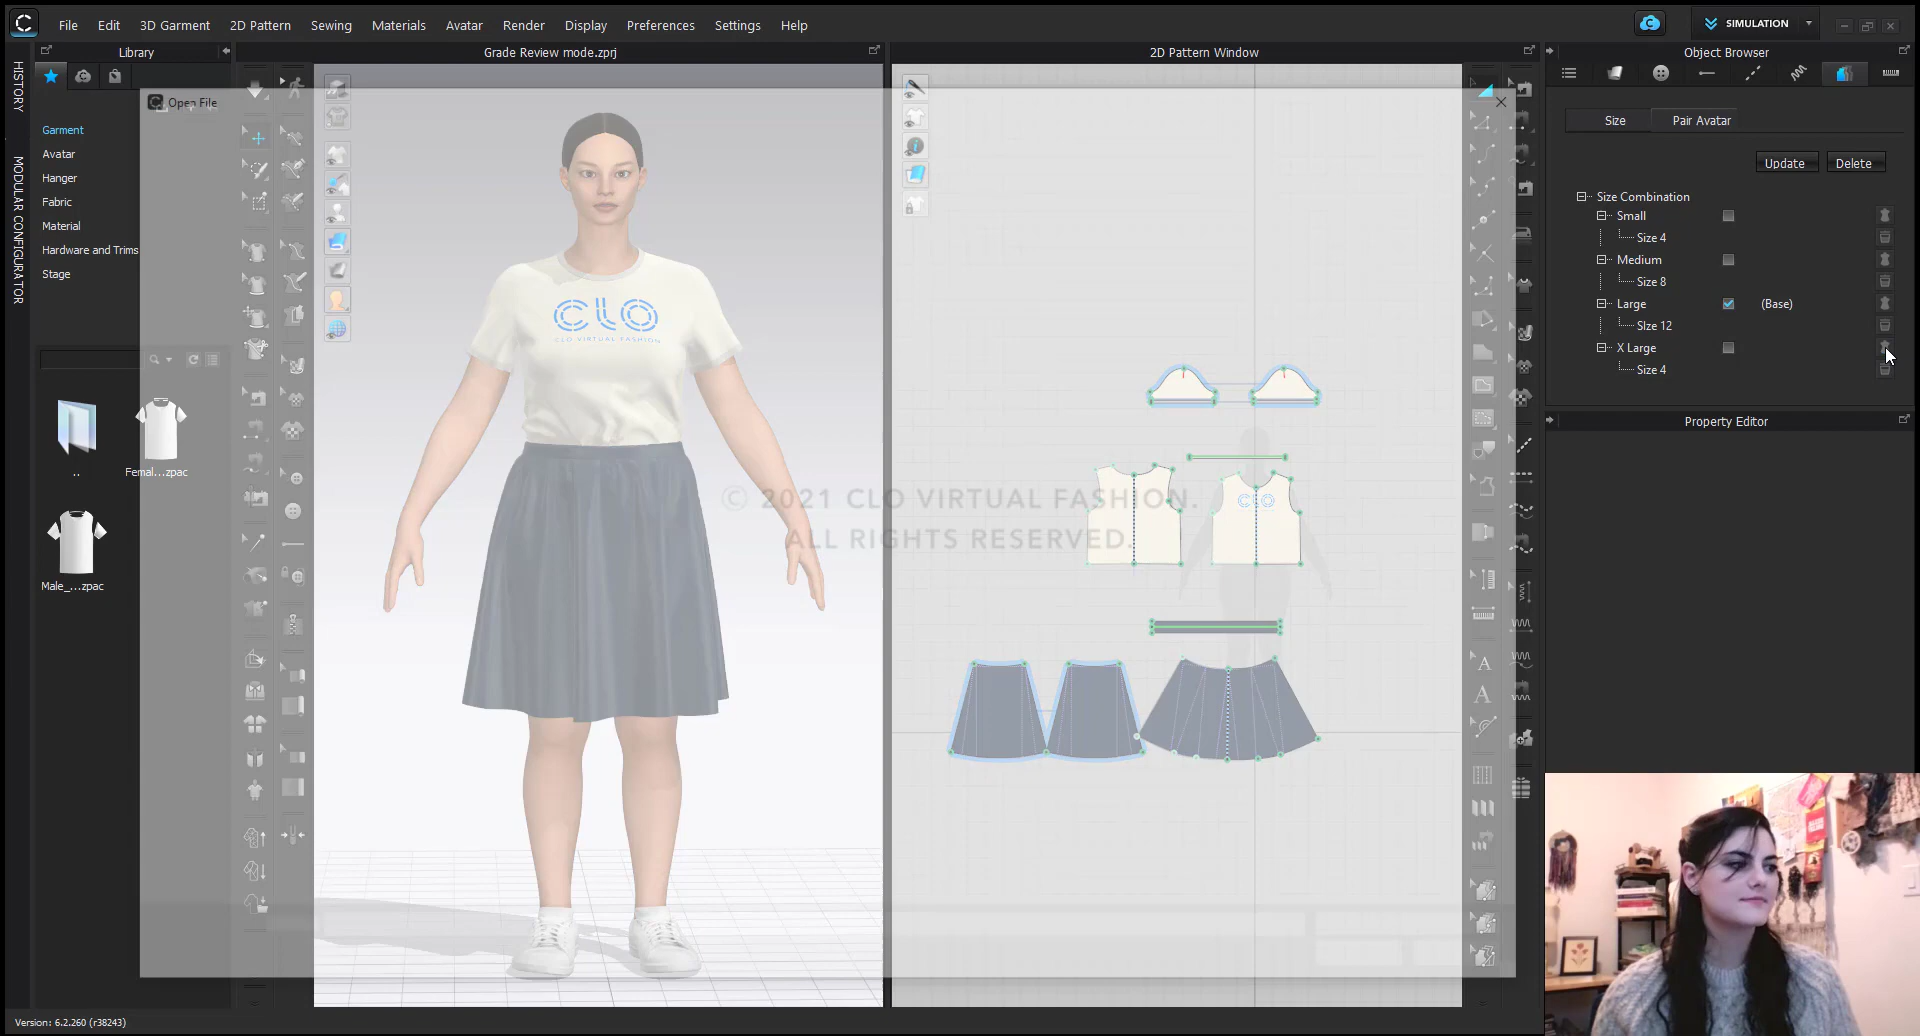 File Edit 3D Garment 2D Pattern Sewing Materials Avatar Render Display Preferences Settings Help
SIMULATION
Library
Grade Review mode.zprj
2D Pattern Window
Object Browser
HISTORY
MODULAR CONFIGURATOR
Open File
Garment
Avatar
Hanger
Fabric
Material
Hardware and Trims
Stage
Femal...zpac
..
Male_...zpac
CLO
CLO VIRTUAL FASHION
CLO
© 2021 CLO VIRTUAL FASHION.
ALL RIGHTS RESERVED.
Size Pair Avatar
Update Delete
Size Combination
Small
Size 4
Medium
Size 8
Large (Base)
SIze 12
X Large
Size 4
Property Editor
Version: 6.2.260 (r38243)